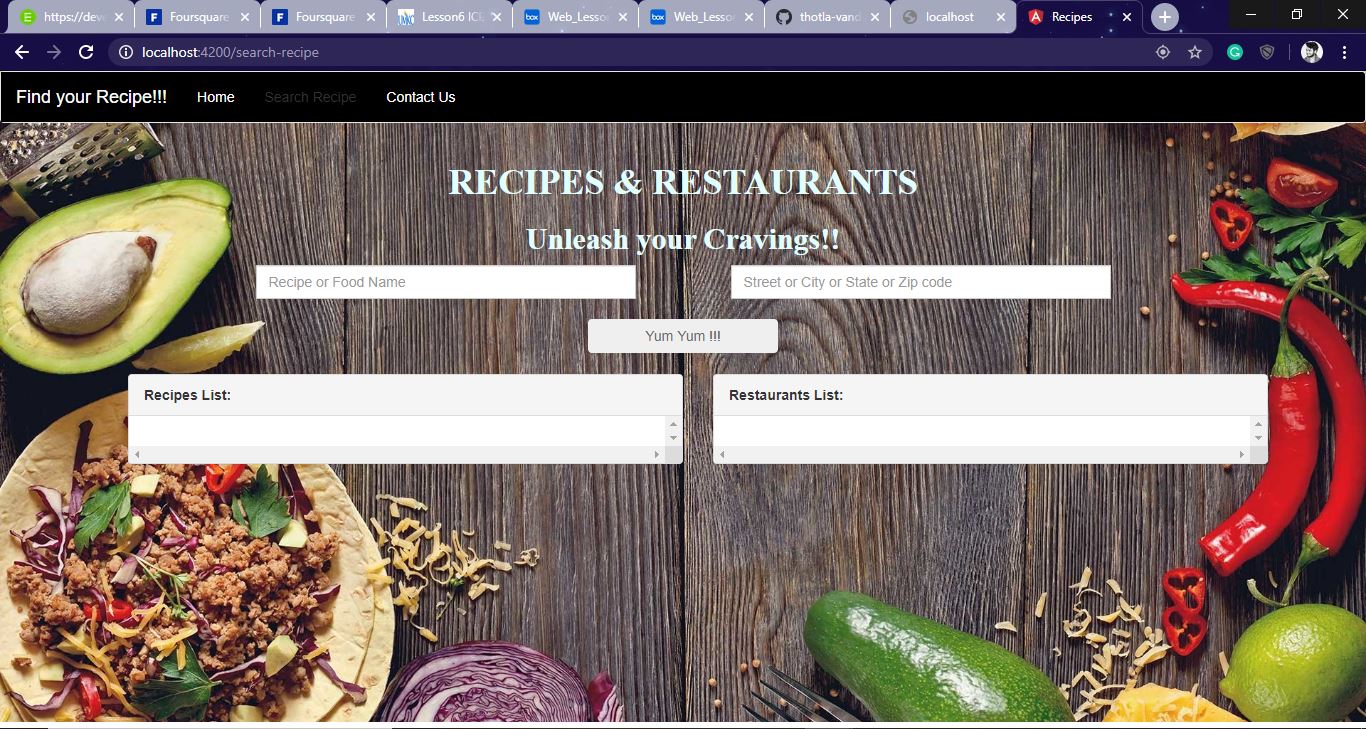 https://deve
Foursquare
Foursquare
Lesson6 ICE
Web_Lesso
Web_Lesso
thotla-vand
localhost
Recipes
localhost:4200/search-recipe
Find your Recipe!!! Home Search Recipe Contact Us
RECIPES & RESTAURANTS
Unleash your Cravings!!
Recipe or Food Name
Street or City or State or Zip code
Yum Yum !!!
Recipes List:
Restaurants List: